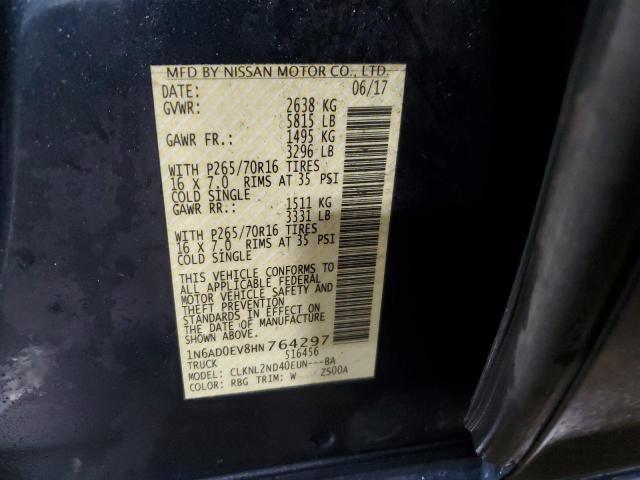 MFD BY NISSAN MOTOR CO., LTD.
DATE: 06/17
GVWR: 2638 KG
5815 LB
GAWR FR.: 1495 KG
3296 LB
WITH P265/70R16 TIRES
16 X 7.0 RIMS AT 35 PSI
COLD SINGLE
GAWR RR.: 1511 KG
3331 LB
WITH P265/70R16 TIRES
16 X 7.0 RIMS AT 35 PSI
COLD SINGLE
THIS VEHICLE CONFORMS TO
ALL APPLICABLE FEDERAL
MOTOR VEHICLE SAFETY AND
THEFT PREVENTION
STANDARDS IN EFFECT ON
THE DATE OF MANUFACTURE
SHOWN ABOVE.
1N6AD0EV8HN764297
TRUCK 516456
MODEL: CLKNL2ND40EUN---BA
COLOR: RBG TRIM: W ZS00A